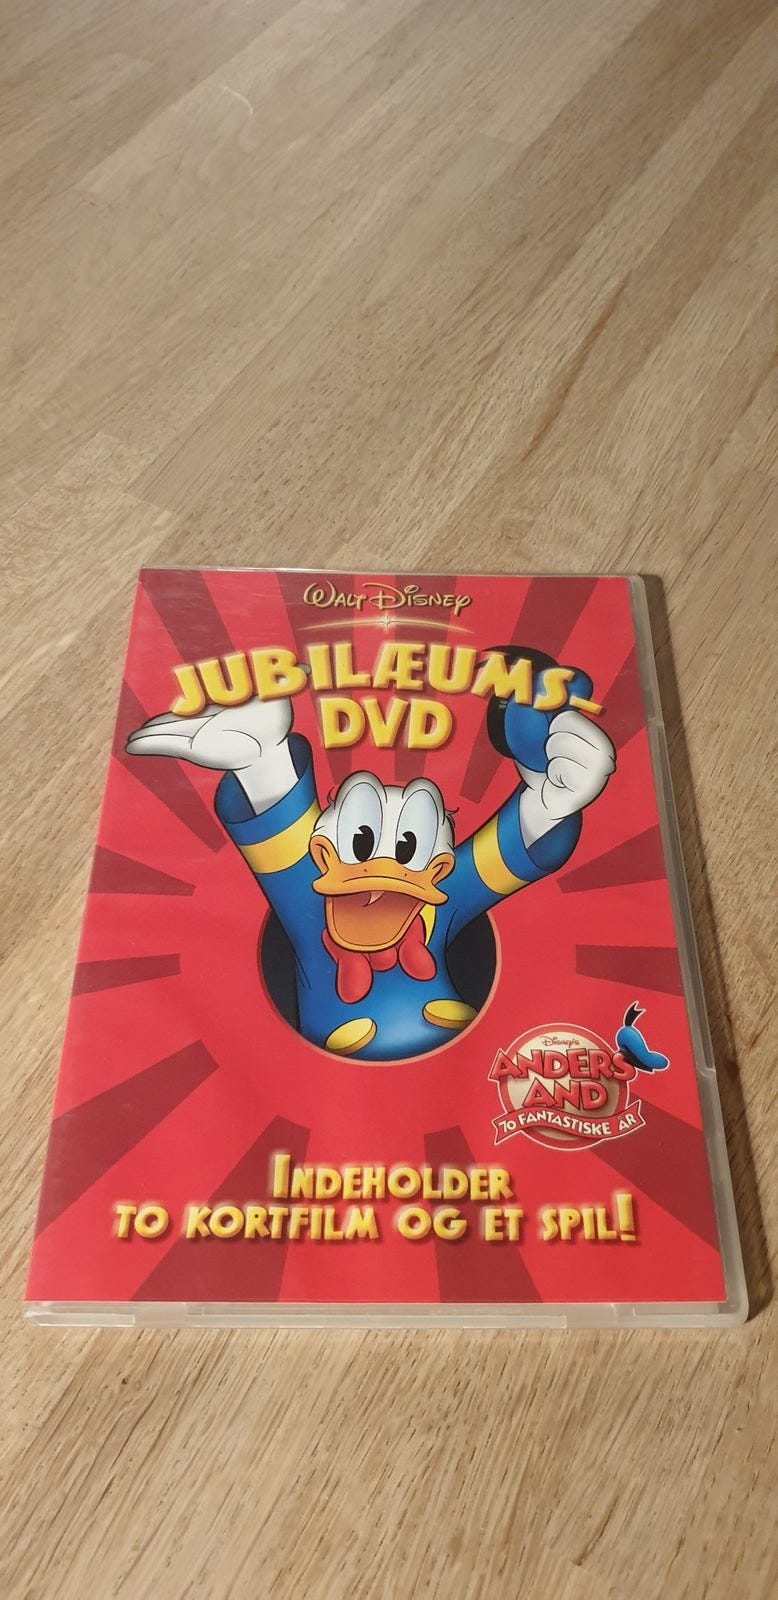 WALT DISNEY
JUBILÆUMS-
DVD
Disney's
ANDERS
AND
70 FANTASTISKE ÅR
INDEHOLDER
TO KORTFILM OG ET SPIL!